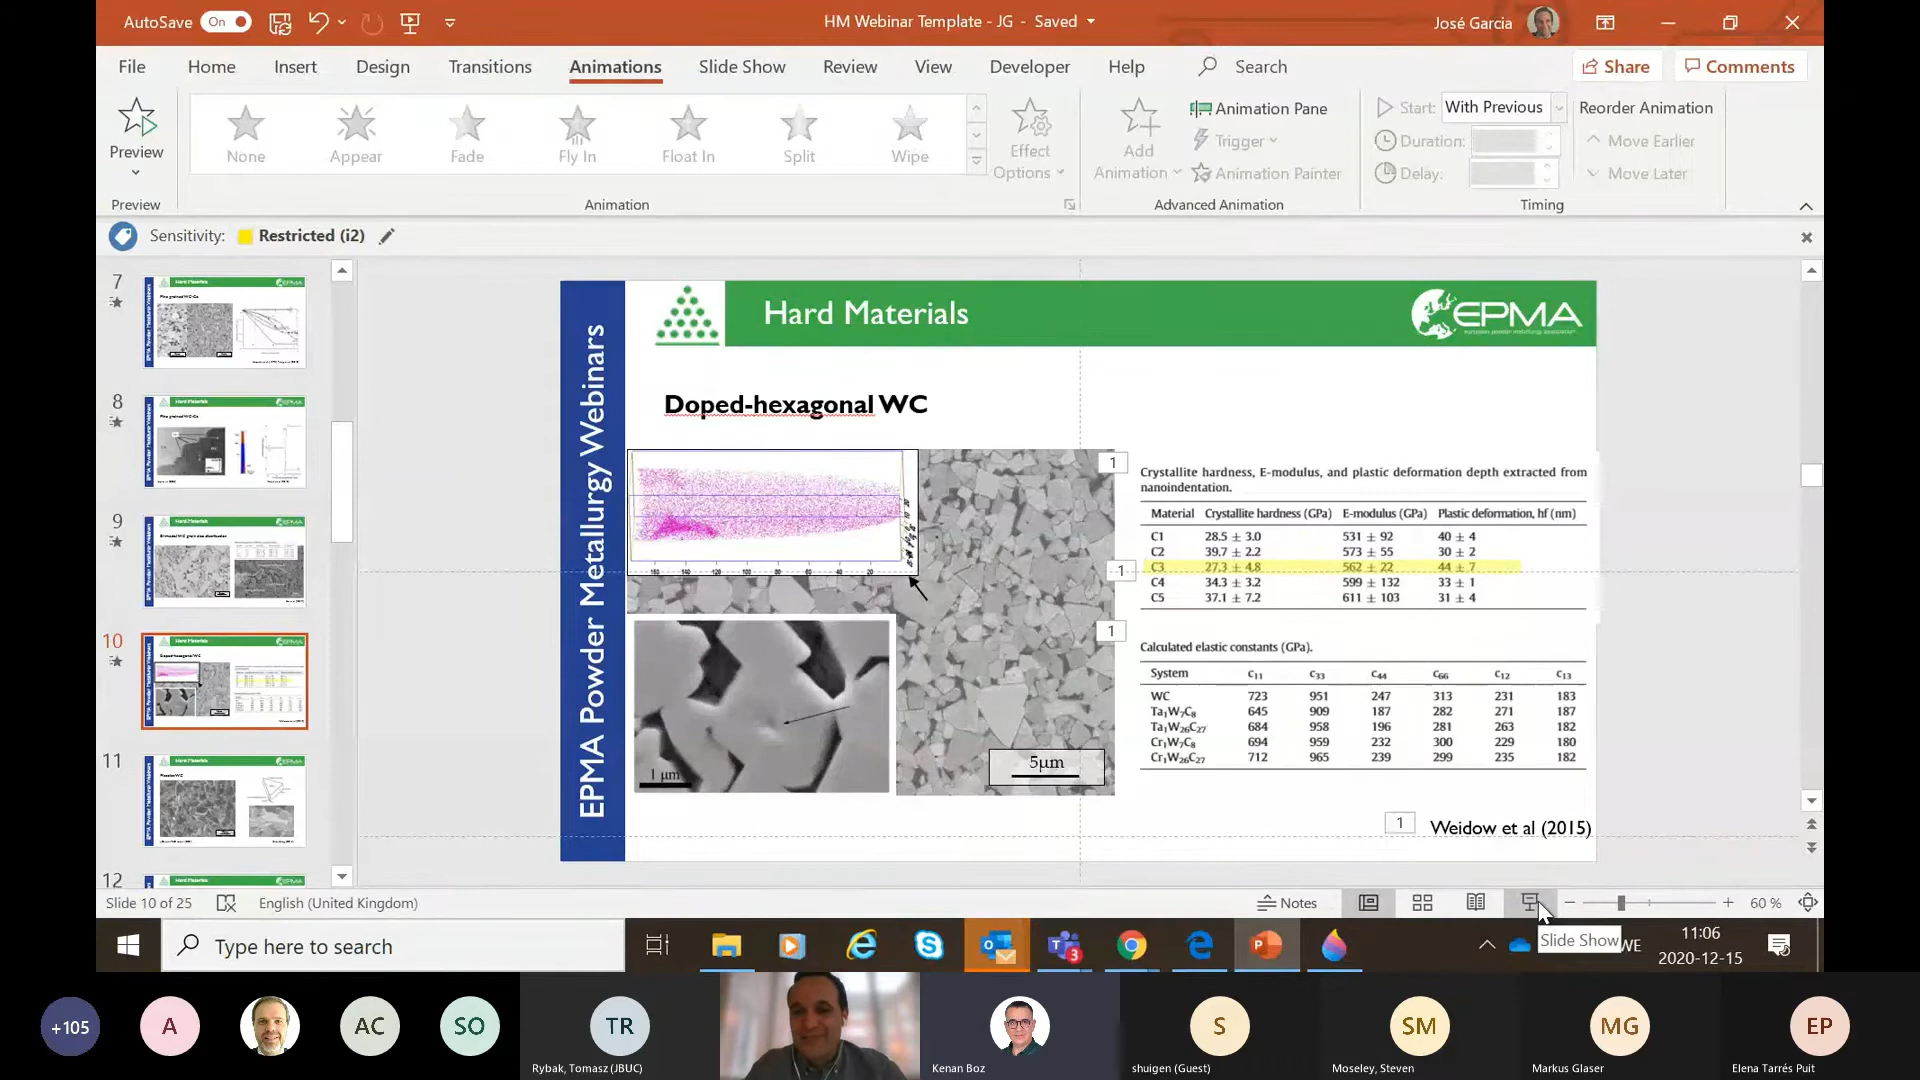 AutoSave On
HM Webinar Template - JG - Saved
José Garcia
File Home Insert Design Transitions Animations Slide Show Review View Developer Help Search
Share Comments
Preview
None Appear Fade Fly In Float In Split Wipe
Effect Options
Add Animation
Animation Pane
Trigger
Animation Painter
Start: With Previous
Duration:
Delay:
Reorder Animation
Move Earlier
Move Later
Preview Animation Advanced Animation Timing
Sensitivity: Restricted (i2)
7
8
9
10
11
12
EPMA Powder Metallurgy Webinars
Hard Materials
EPMA
Doped-hexagonal WC
1
1
1
1
1 µm
5µm
Crystallite hardness, E-modulus, and plastic deformation depth extracted from
nanoindentation.
Material Crystallite hardness (GPa) E-modulus (GPa) Plastic deformation, hf (nm)
C1 28.5 ± 3.0 531 ± 92 40 ± 4
C2 39.7 ± 2.2 573 ± 55 30 ± 2
C3 27.3 ± 4.8 562 ± 22 44 ± 7
C4 34.3 ± 3.2 599 ± 132 33 ± 1
C5 37.1 ± 7.2 611 ± 103 31 ± 4
Calculated elastic constants (GPa).
System C11 C33 C44 C66 C12 C13
WC 723 951 247 313 231 183
Ta1W7C8 645 909 187 282 271 187
Ta1W26C27 684 958 196 281 263 182
Cr1W7C8 694 959 232 300 229 180
Cr1W26C27 712 965 239 299 235 182
Weidow et al (2015)
Slide 10 of 25 English (United Kingdom)
Notes
60 %
Type here to search
3
Slide Show
WE
11:06
2020-12-15
+105 A AC SO TR S SM MG EP
Rybak, Tomasz (JBUC) Kenan Boz shuigen (Guest) Moseley, Steven Markus Glaser Elena Tarrés Puit